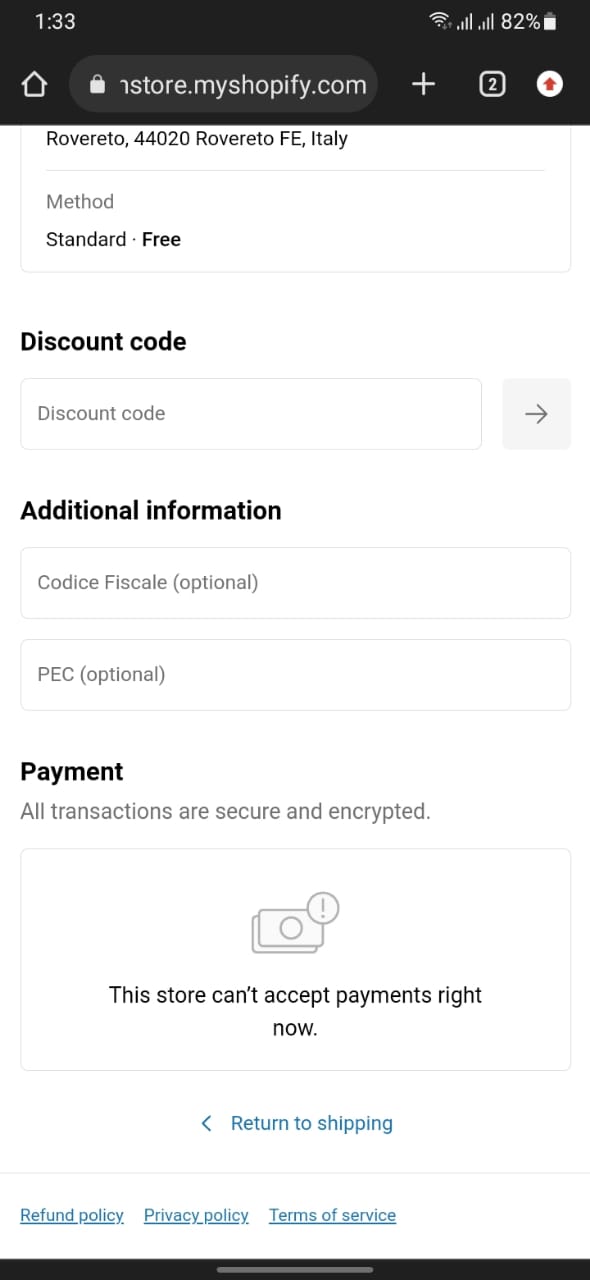 1:33
82%
nstore.myshopify.com
2
Rovereto, 44020 Rovereto FE, Italy
Method
Standard · Free
Discount code
Discount code
Additional information
Codice Fiscale (optional)
PEC (optional)
Payment
All transactions are secure and encrypted.
This store can't accept payments right
now.
Return to shipping
Refund policy Privacy policy Terms of service